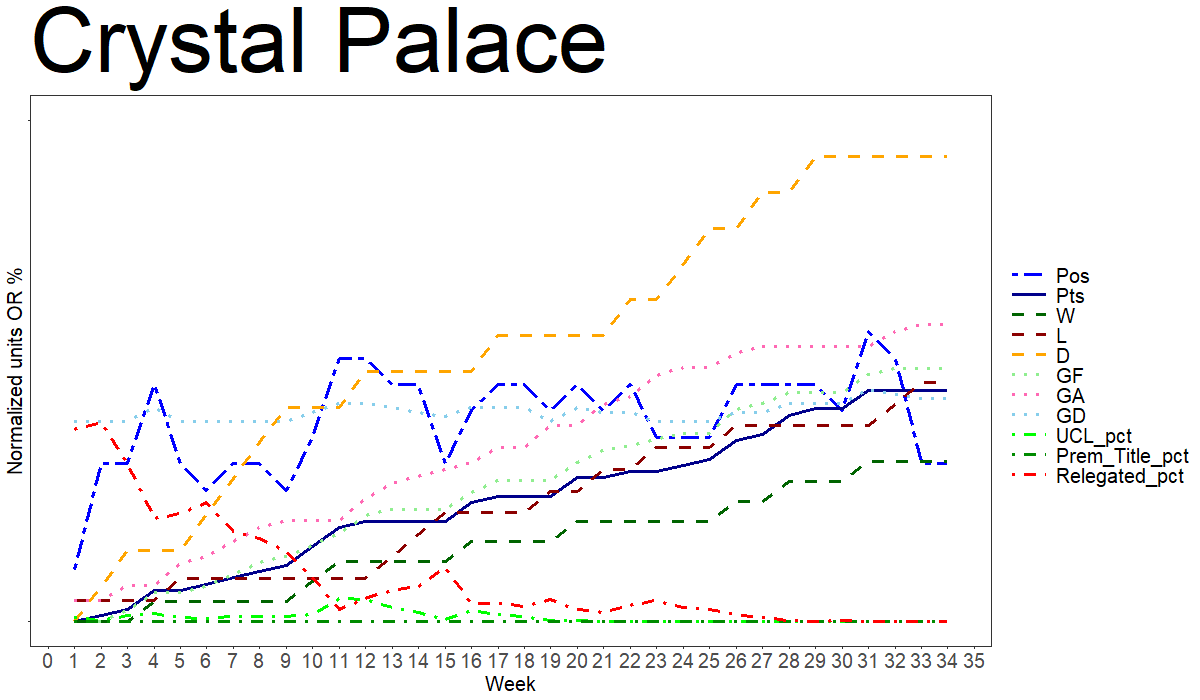 Crystal Palace
Normalized units OR %
Pos
Pts
W
L
D
GF
GA
GD
UCL_pct
Prem_Title_pct
Relegated_pct
0 1 2 3 4 5 6 7 8 9 10 11 12 13 14 15 16 17 18 19 20 21 22 23 24 25 26 27 28 29 30 31 32 33 34 35
Week